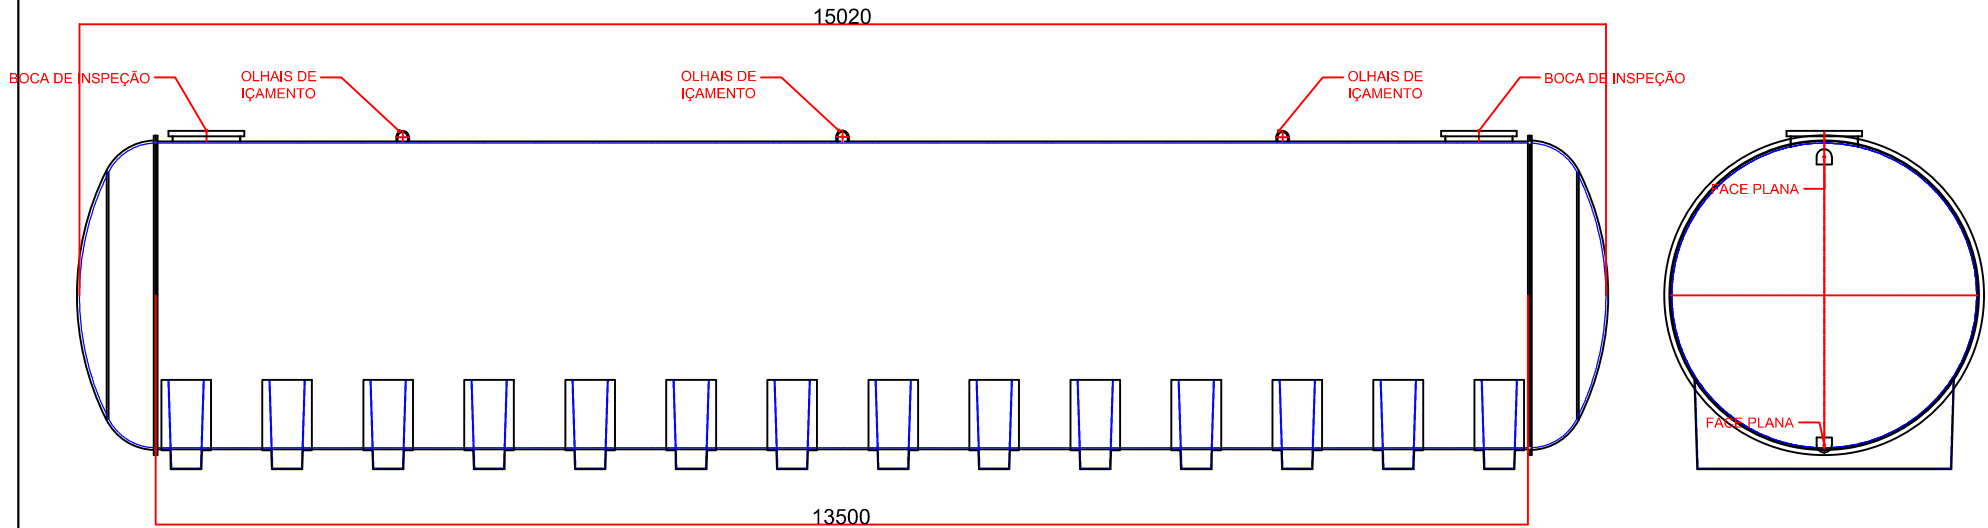 15020
BOCA DE INSPEÇÃO
OLHAIS DE
IÇAMENTO
OLHAIS DE
IÇAMENTO
OLHAIS DE
IÇAMENTO
BOCA DE INSPEÇÃO
FACE PLANA
FACE PLANA
13500